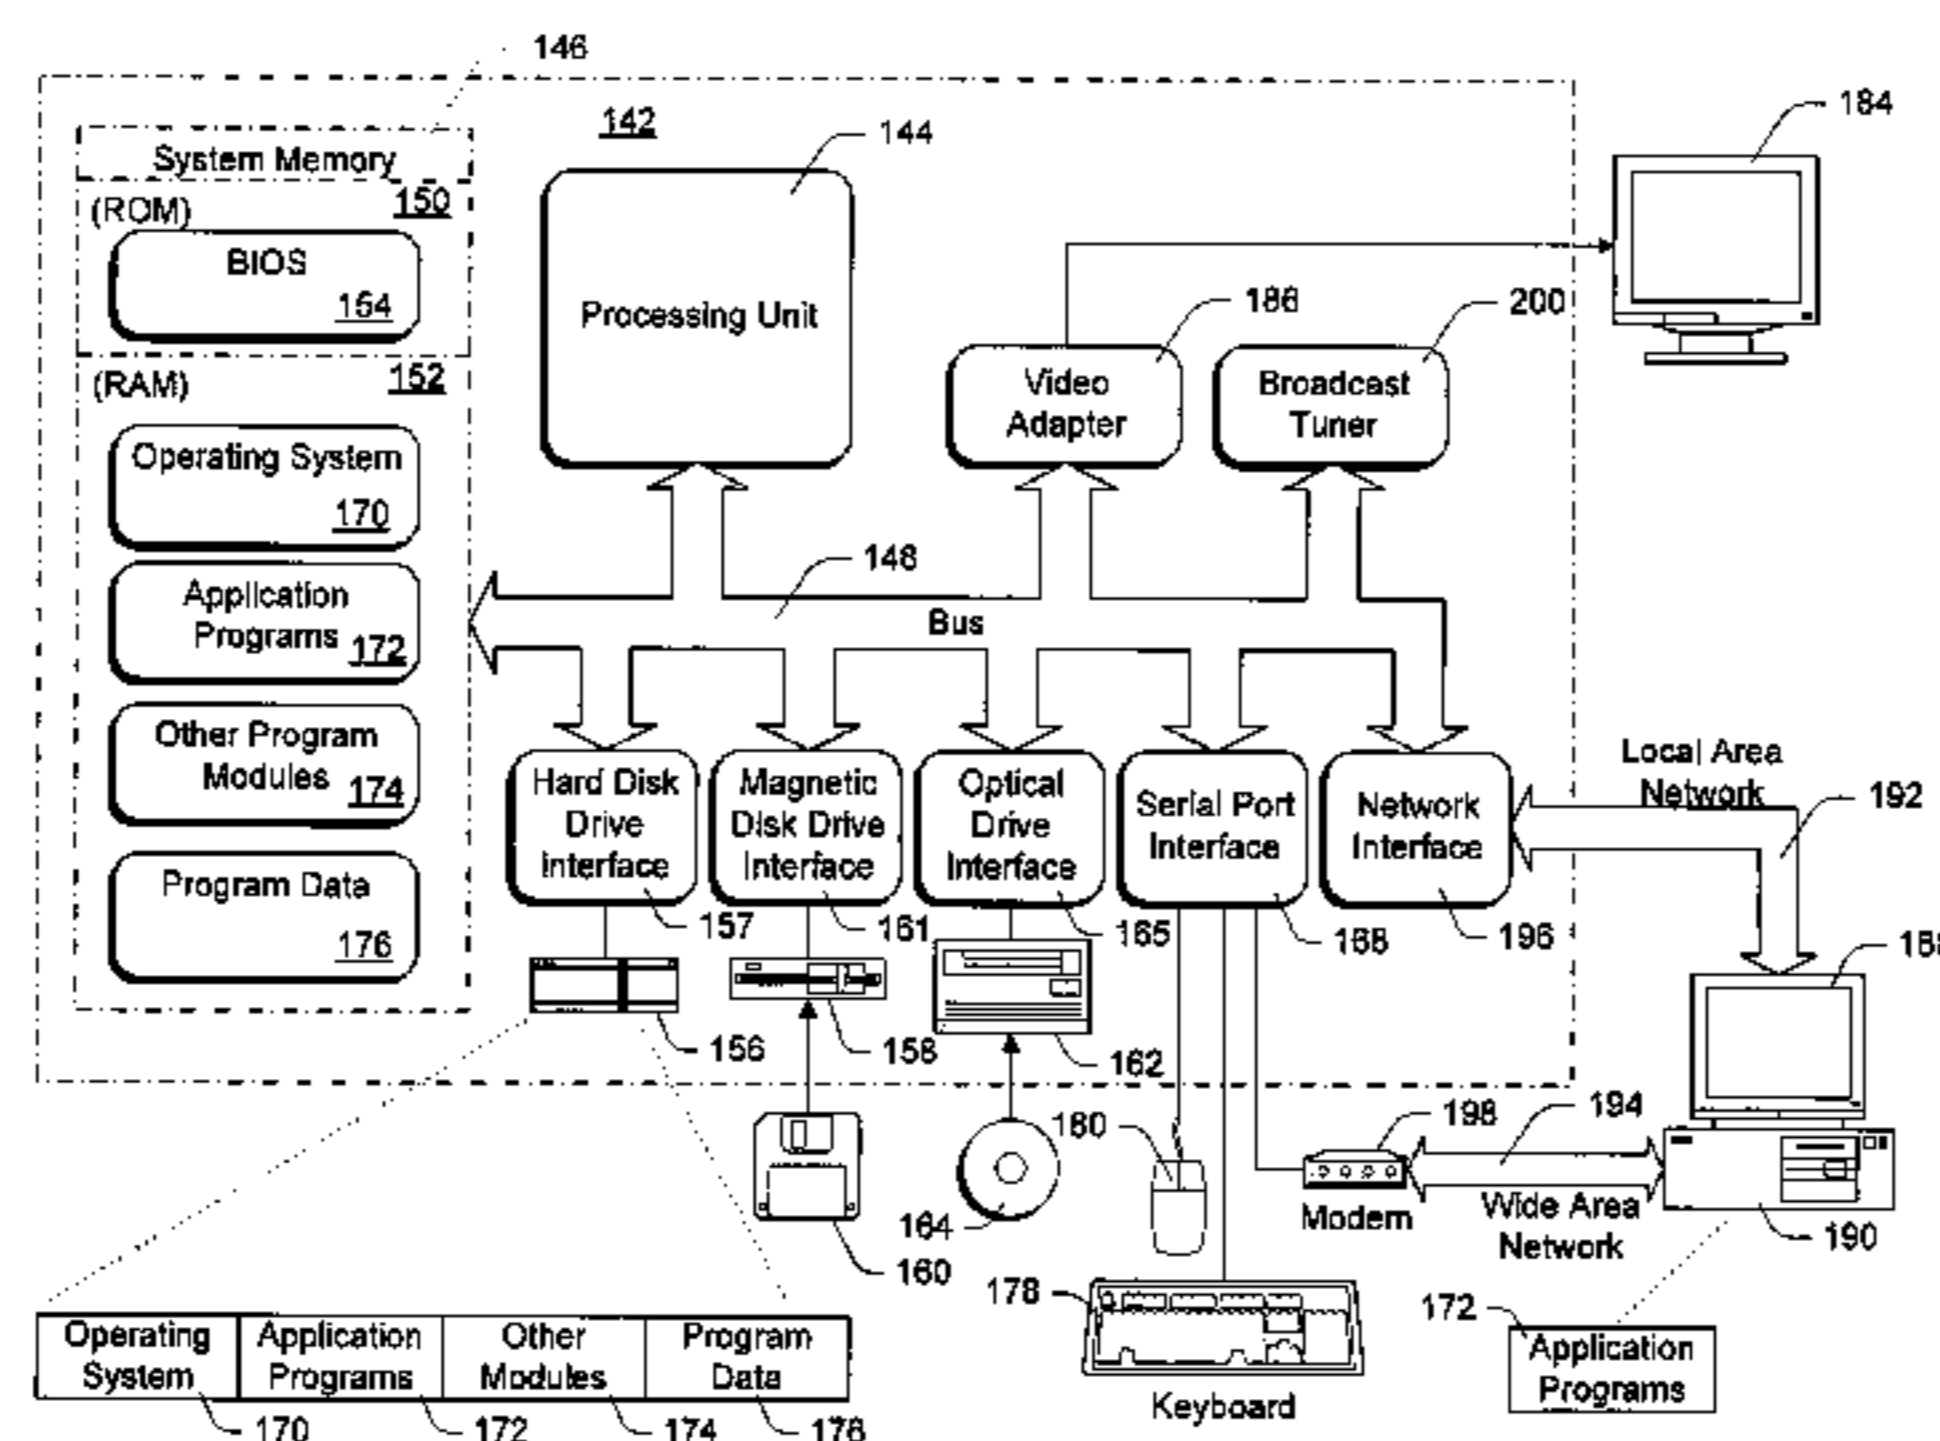 146
142
144
184
System Memory
150
(ROM)
BIOS
154
Processing Unit
186
200
(RAM)
152
Video
Adapter
Broadcast
Tuner
Operating System
170
148
Application
Programs 172
Bus
Other Program
Modules 174
Hard Disk
Drive
Interface
Magnetic
Disk Drive
Interface
Optical
Drive
Interface
Serial Port
Interface
Network
Interface
Local Area
Network
192
Program Data
176
157
161
165
168
196
156
158
162
180
198
194
164
Modem
Wide Area
Network
190
160
178
172
Operating
System
Application
Programs
Other
Modules
Program
Data
Application
Programs
Keyboard
170
172
174
176